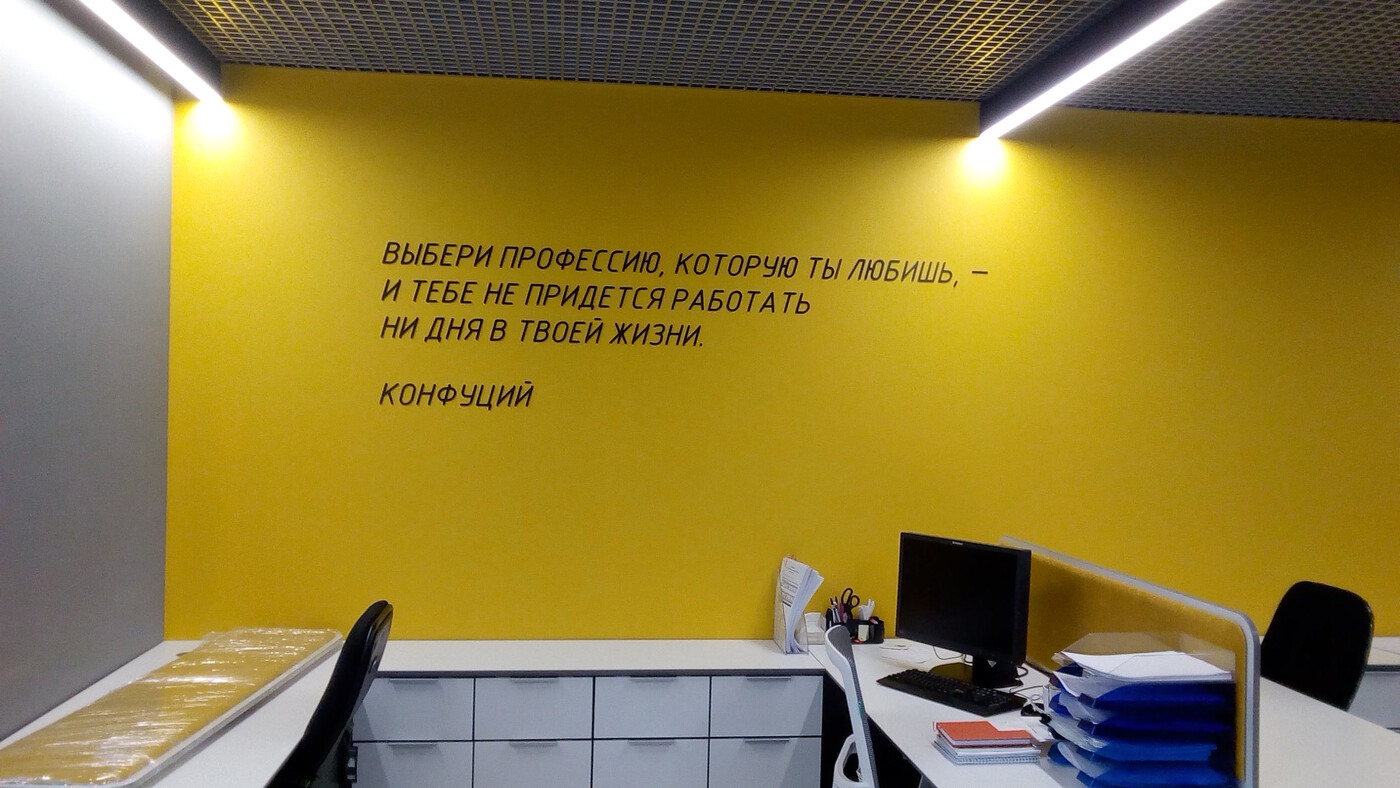 ВЫБЕРИ ПРОФЕССИЮ, КОТОРУЮ ТЫ ЛЮБИШЬ, –
И ТЕБЕ НЕ ПРИДЕТСЯ РАБОТАТЬ
НИ ДНЯ В ТВОЕЙ ЖИЗНИ.
КОНФУЦИЙ